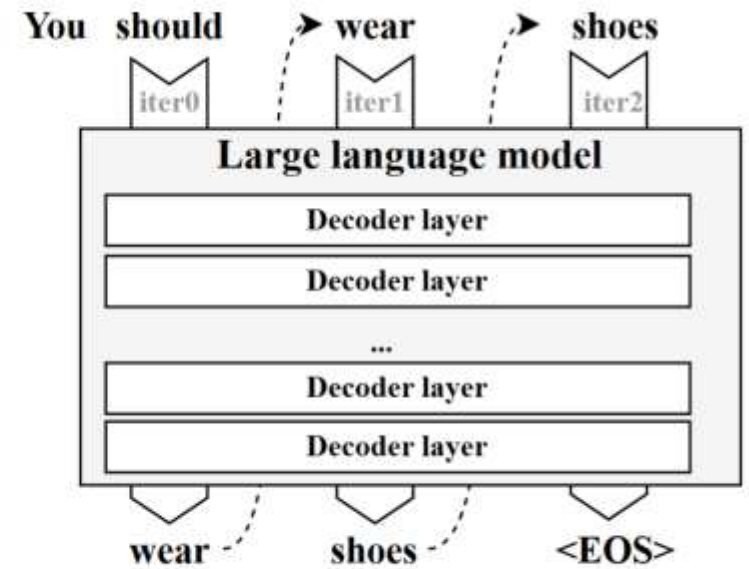 You should wear shoes
iter0 iter1 iter2
Large language model
Decoder layer
Decoder layer
...
Decoder layer
Decoder layer
wear shoes <EOS>